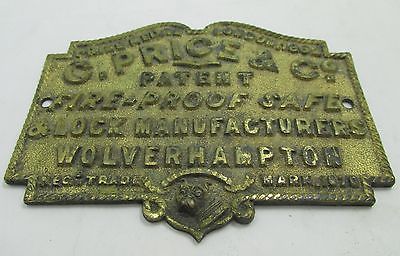 G. PRICE & Cº
PATENT
FIRE-PROOF SAFE
& LOCK MANUFACTURERS
WOLVERHAMPTON
REGᴰ TRADE MARK